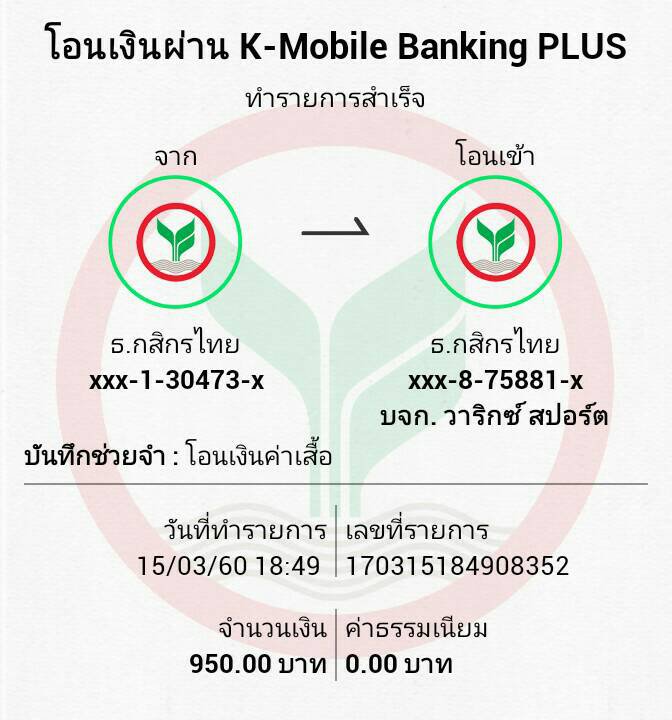 โอนเงินผ่าน K-Mobile Banking PLUS
ทำรายการสำเร็จ
จาก
โอนเข้า
ธ.กสิกรไทย
ธ.กสิกรไทย
xxx-1-30473-x
xxx-8-75881-x
บจก. วาริกซ์ สปอร์ต
บันทึกช่วยจำ : โอนเงินค่าเสื้อ
วันที่ทำรายการ
เลขที่รายการ
15/03/60 18:49
170315184908352
จำนวนเงิน
ค่าธรรมเนียม
950.00 บาท
0.00 บาท